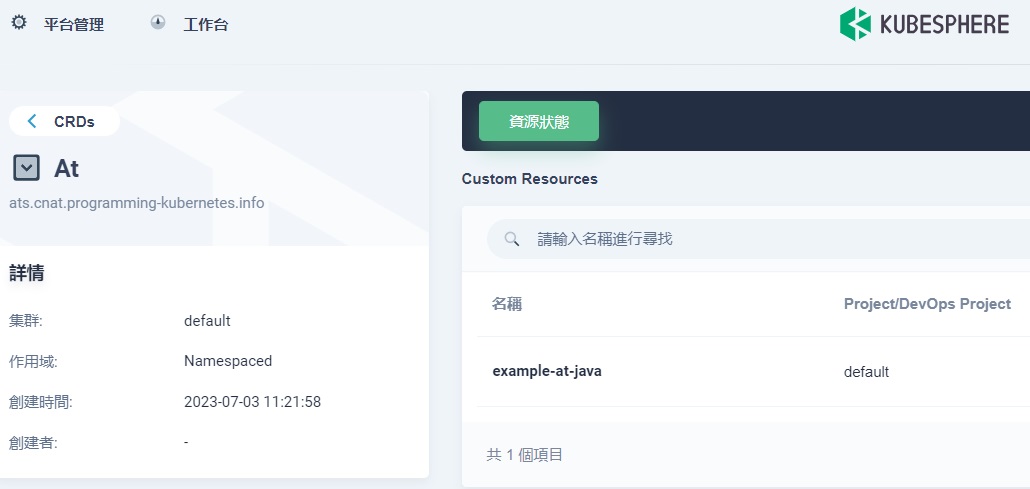 平台管理 工作台 KUBESPHERE
CRDs
At
ats.cnat.programming-kubernetes.info
詳情
集群: default
作用域: Namespaced
創建時間: 2023-07-03 11:21:58
創建者: -
資源狀態
Custom Resources
請輸入名稱進行尋找
名稱 Project/DevOps Project
example-at-java default
共 1 個項目